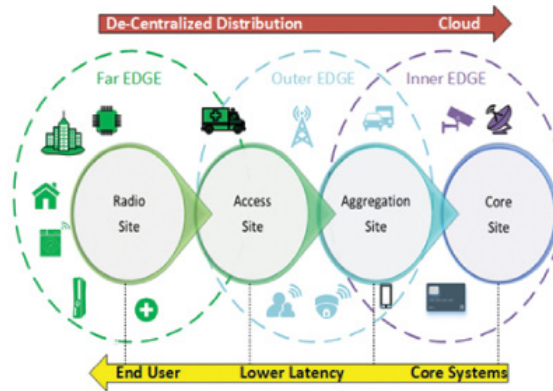 De-Centralized Distribution Cloud
Far EDGE Outer EDGE Inner EDGE
Radio
Site
Access
Site
Aggregation
Site
Core
Site
End User Lower Latency Core Systems